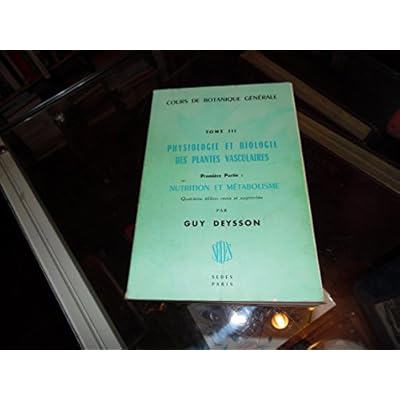 COURS DE BOTANIQUE GÉNÉRALE
TOME III
PHYSIOLOGIE ET BIOLOGIE
DES PLANTES VASCULAIRES
Première Partie :
NUTRITION ET MÉTABOLISME
Quatrième édition revue et augmentée
PAR
GUY DEYSSON
SEDES
SEDES
PARIS